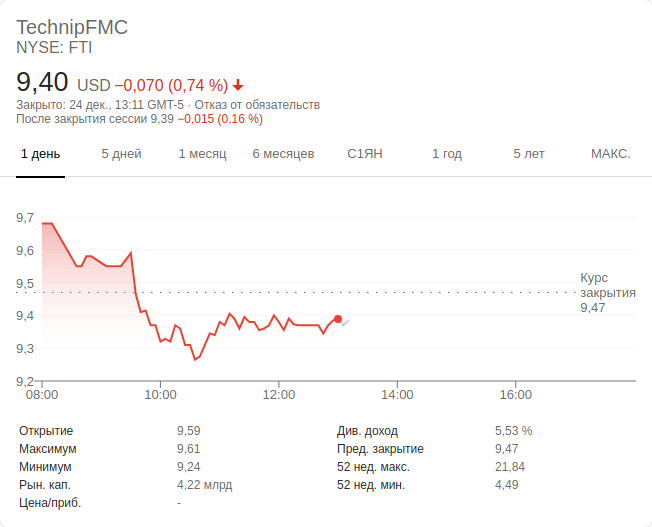 TechnipFMC
NYSE: FTI
9,40 USD −0,070 (0,74 %)
Закрыто: 24 дек., 13:11 GMT-5 · Отказ от обязательств
После закрытия сессии 9,39 −0,015 (0,16 %)
1 день 5 дней 1 месяц 6 месяцев С1ЯН 1 год 5 лет МАКС.
9,7
9,6
9,5
9,4
9,3
9,2
Курс
закрытия
9,47
08:00 10:00 12:00 14:00 16:00
Открытие 9,59 Див. доход 5,53 %
Максимум 9,61 Пред. закрытие 9,47
Минимум 9,24 52 нед. макс. 21,84
Рын. кап. 4,22 млрд 52 нед. мин. 4,49
Цена/приб. -